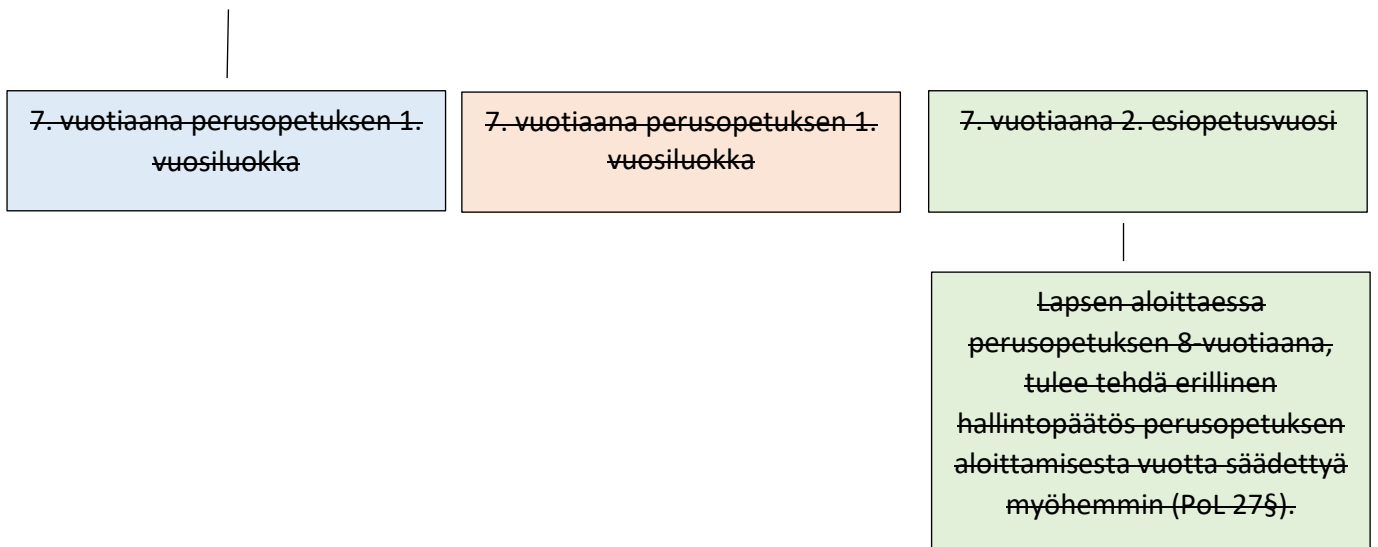 7. vuotiaana perusopetuksen 1.
vuosiluokka
7. vuotiaana perusopetuksen 1.
vuosiluokka
7. vuotiaana 2. esiopetusvuosi
Lapsen aloittaessa
perusopetuksen 8-vuotiaana,
tulee tehdä erillinen
hallintopäätös perusopetuksen
aloittamisesta vuotta säädettyä
myöhemmin (PoL 27§).